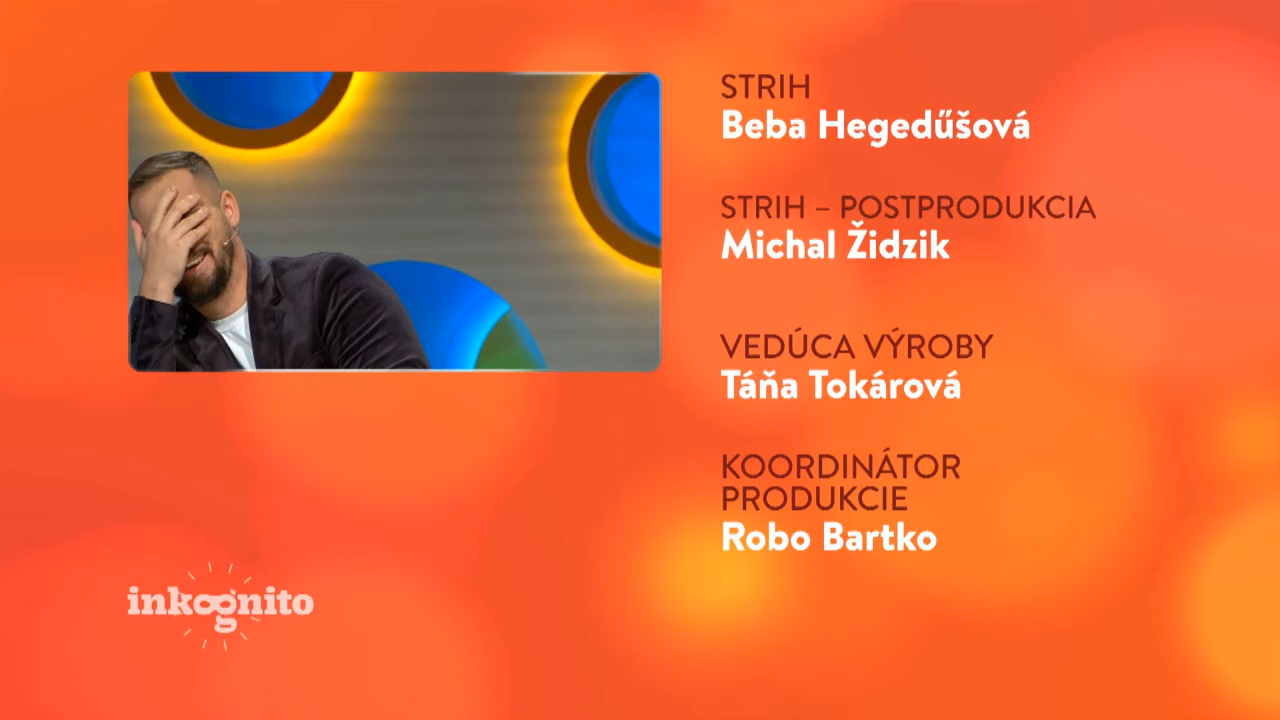 STRIH
Beba Hegedűšová
STRIH – POSTPRODUKCIA
Michal Židzik
VEDÚCA VÝROBY
Táňa Tokárová
KOORDINÁTOR
PRODUKCIE
Robo Bartko
inkognito